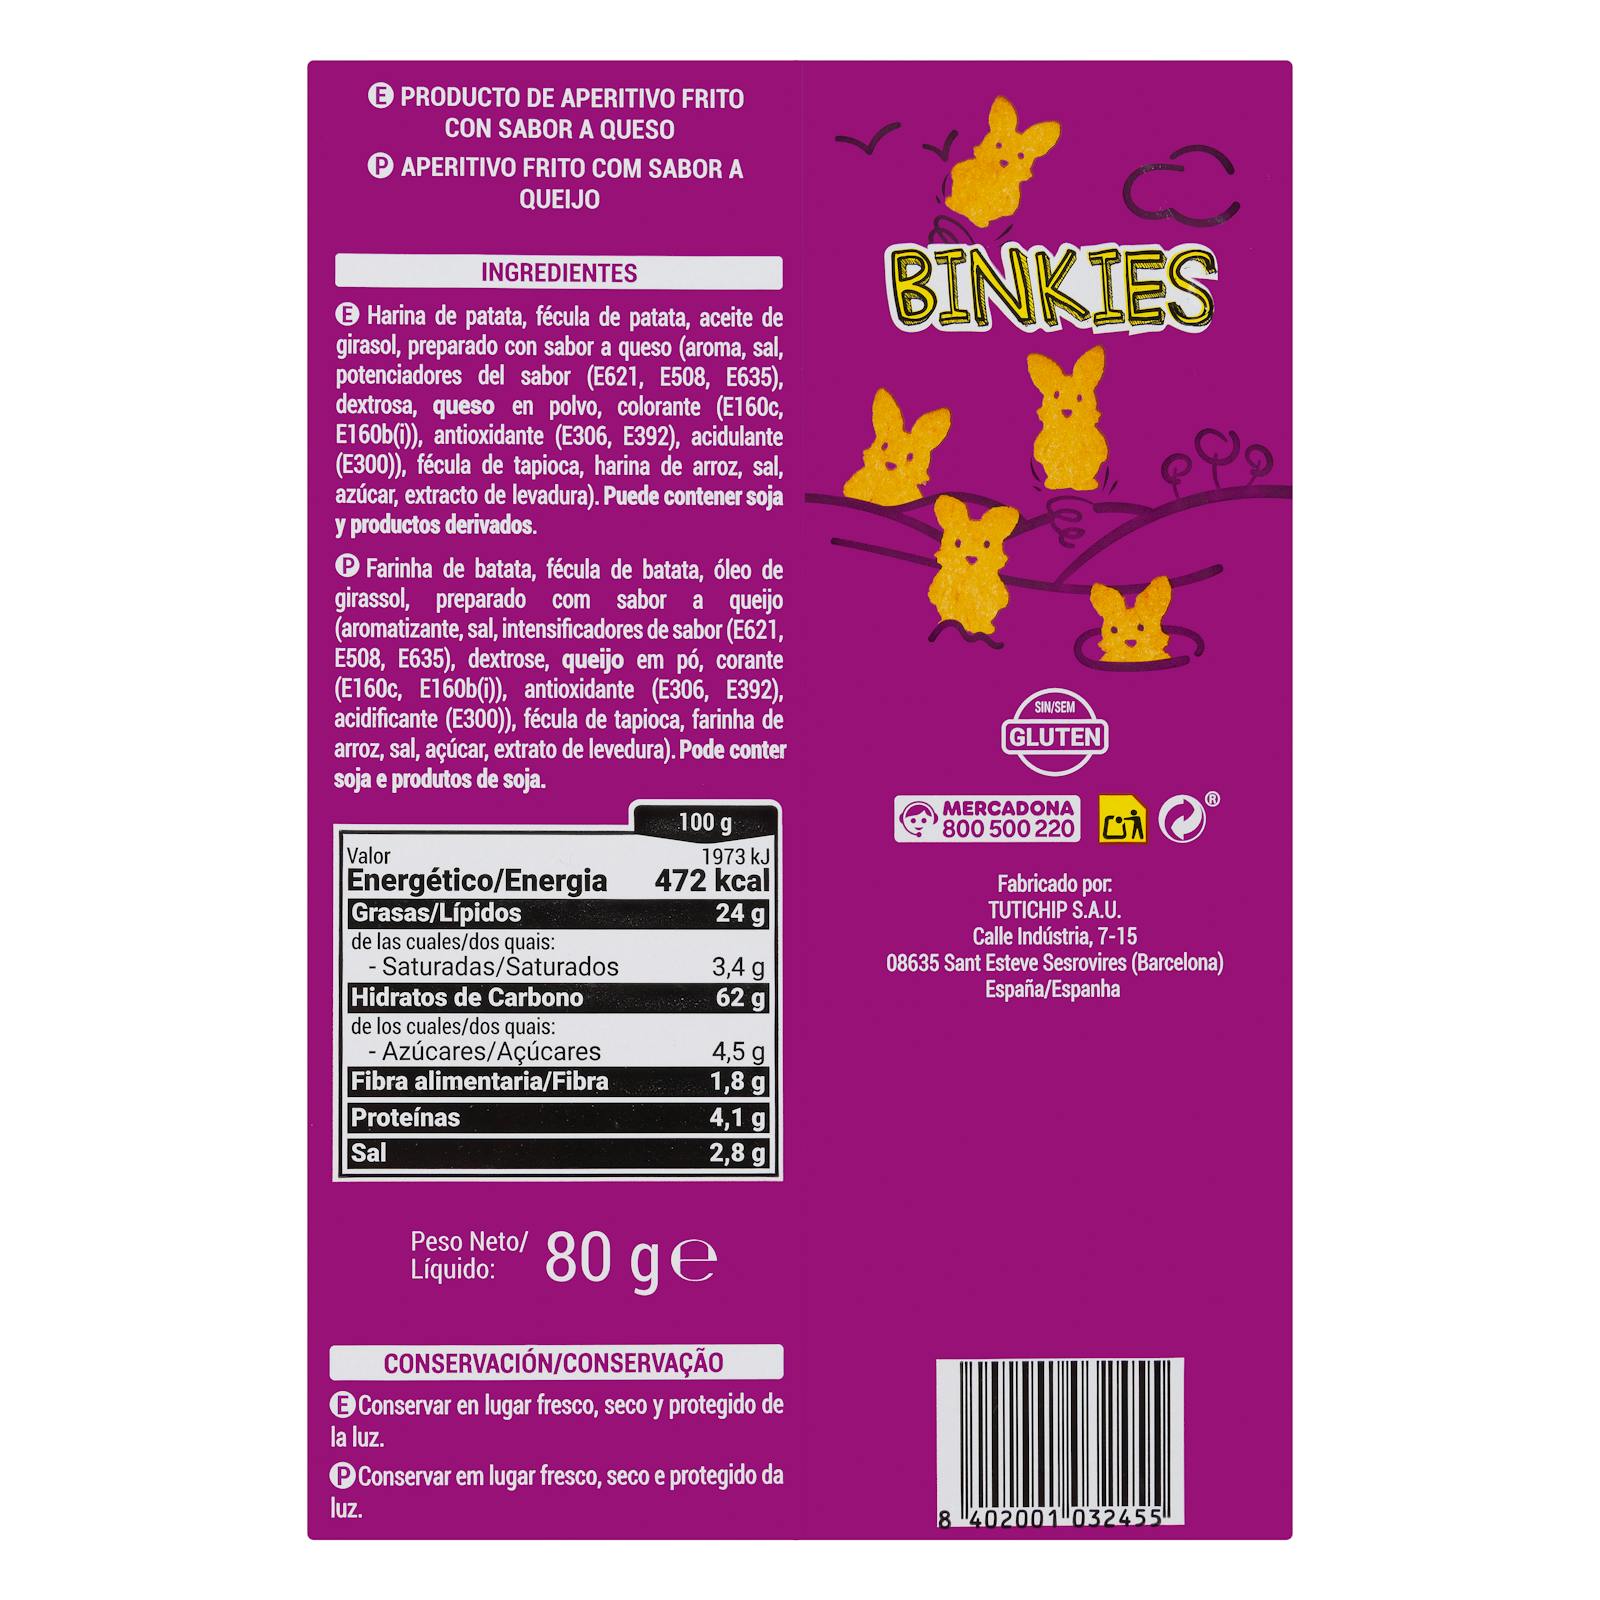 E PRODUCTO DE APERITIVO FRITO
CON SABOR A QUESO
P APERITIVO FRITO COM SABOR A
QUEIJO
INGREDIENTES
E Harina de patata, fécula de patata, aceite de
girasol, preparado con sabor a queso (aroma, sal,
potenciadores del sabor (E621, E508, E635),
dextrosa, queso en polvo, colorante (E160c,
E160b(i)), antioxidante (E306, E392), acidulante
(E300)), fécula de tapioca, harina de arroz, sal,
azúcar, extracto de levadura). Puede contener soja
y productos derivados.
P Farinha de batata, fécula de batata, óleo de
girassol, preparado com sabor a queijo
(aromatizante, sal, intensificadores de sabor (E621,
E508, E635), dextrose, queijo em pó, corante
(E160c, E160b(i)), antioxidante (E306, E392),
acidificante (E300)), fécula de tapioca, farinha de
arroz, sal, açúcar, extrato de levedura). Pode conter
soja e produtos de soja.
100 g
Valor 1973 kJ
Energético/Energia 472 kcal
Grasas/Lípidos 24 g
de las cuales/dos quais:
- Saturadas/Saturados 3,4 g
Hidratos de Carbono 62 g
de los cuales/dos quais:
- Azúcares/Açúcares 4,5 g
Fibra alimentaria/Fibra 1,8 g
Proteínas 4,1 g
Sal 2,8 g
Peso Neto/
Líquido: 80 g e
CONSERVACIÓN/CONSERVAÇÃO
E Conservar en lugar fresco, seco y protegido de
la luz.
P Conservar em lugar fresco, seco e protegido da
luz.
BINKIES
SIN/SEM
GLUTEN
MERCADONA
800 500 220
®
Fabricado por:
TUTICHIP S.A.U.
Calle Indústria, 7-15
08635 Sant Esteve Sesrovires (Barcelona)
España/Espanha
8 402001 032455